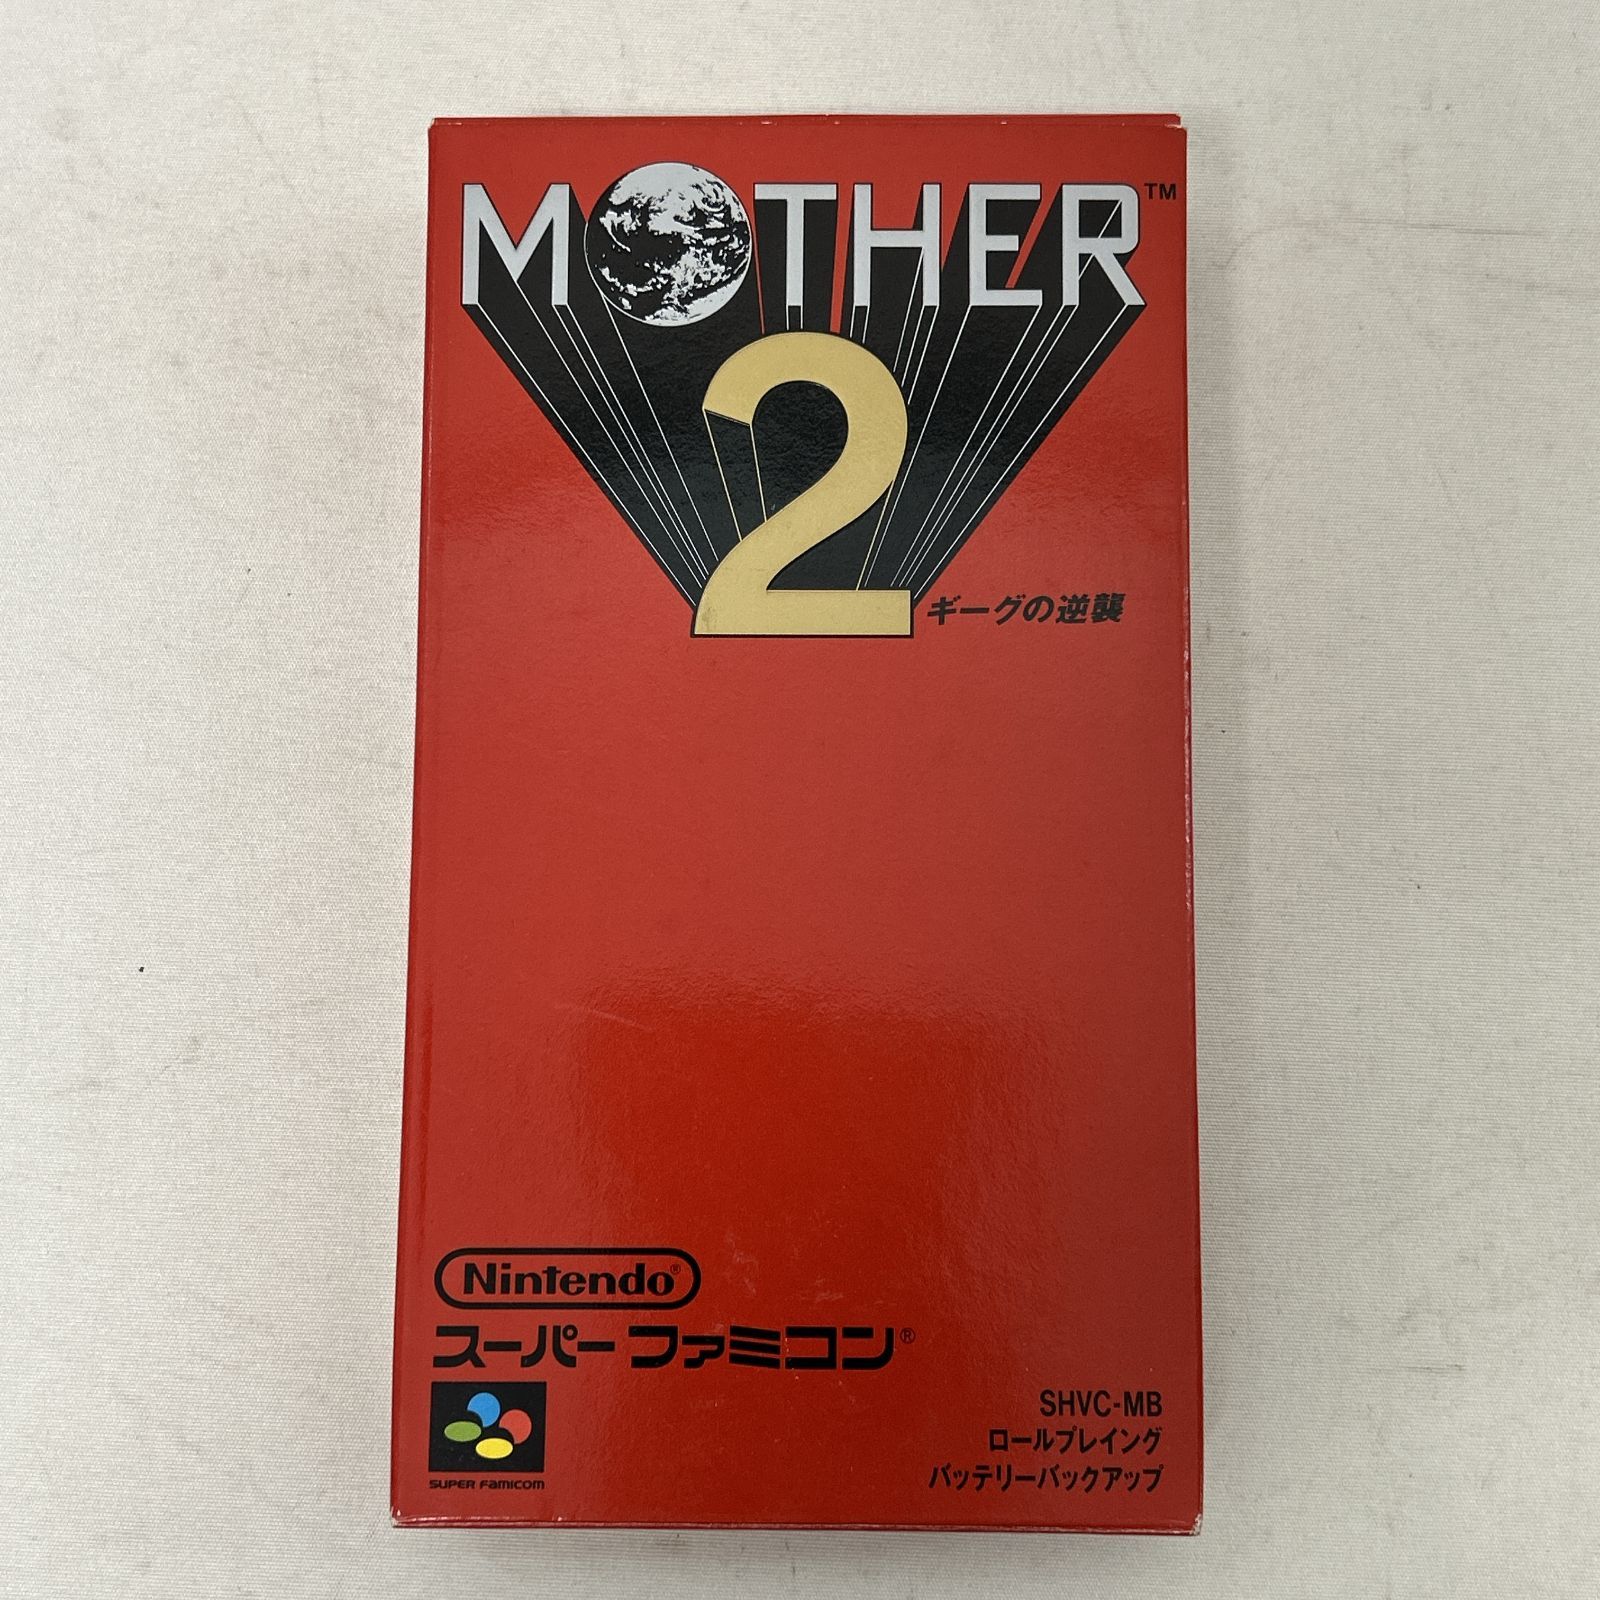 MOTHER™
2
ギーグの逆襲
Nintendo®
スーパーファミコン®
SUPER FAMICOM
SHVC-MB
ロールプレイング
バッテリーバックアップ